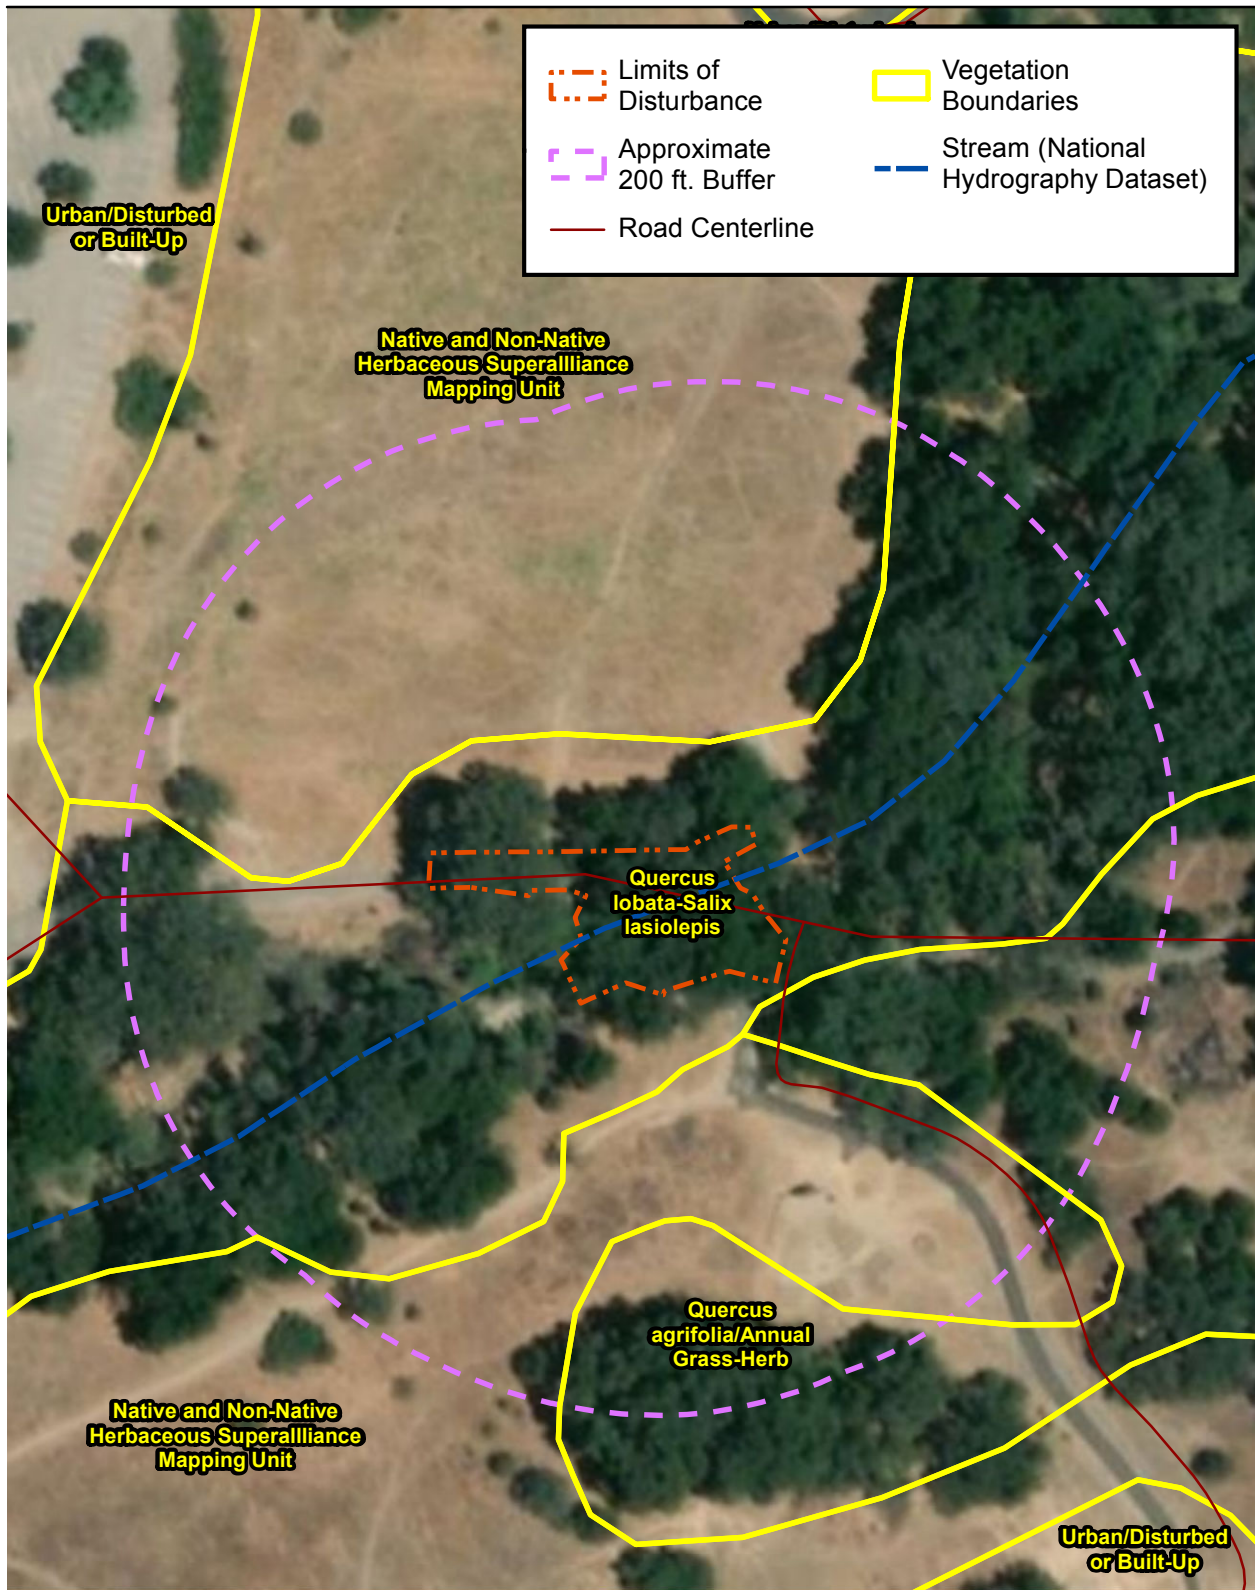 Limits of
Disturbance
Approximate
200 ft. Buffer
Road Centerline
Vegetation
Boundaries
Stream (National
Hydrography Dataset)
Urban/Disturbed
or Built-Up
Native and Non-Native
Herbaceous Superallliance
Mapping Unit
Quercus
lobata-Salix
lasiolepis
Quercus
agrifolia/Annual
Grass-Herb
Native and Non-Native
Herbaceous Superallliance
Mapping Unit
Urban/Disturbed
or Built-Up